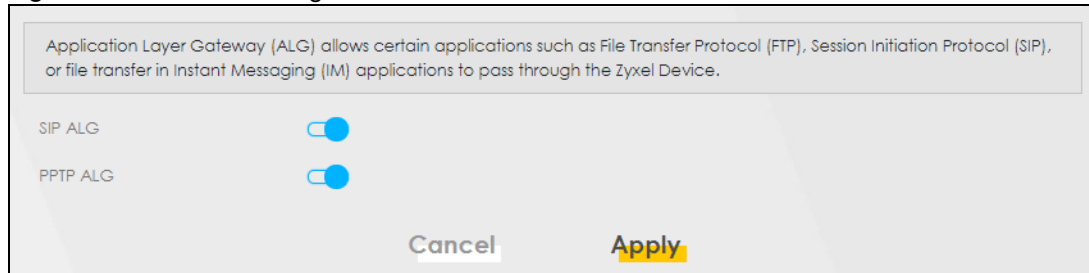 Application Layer Gateway (ALG) allows certain applications such as File Transfer Protocol (FTP), Session Initiation Protocol (SIP),
or file transfer in Instant Messaging (IM) applications to pass through the Zyxel Device.
SIP ALG
PPTP ALG
Cancel Apply